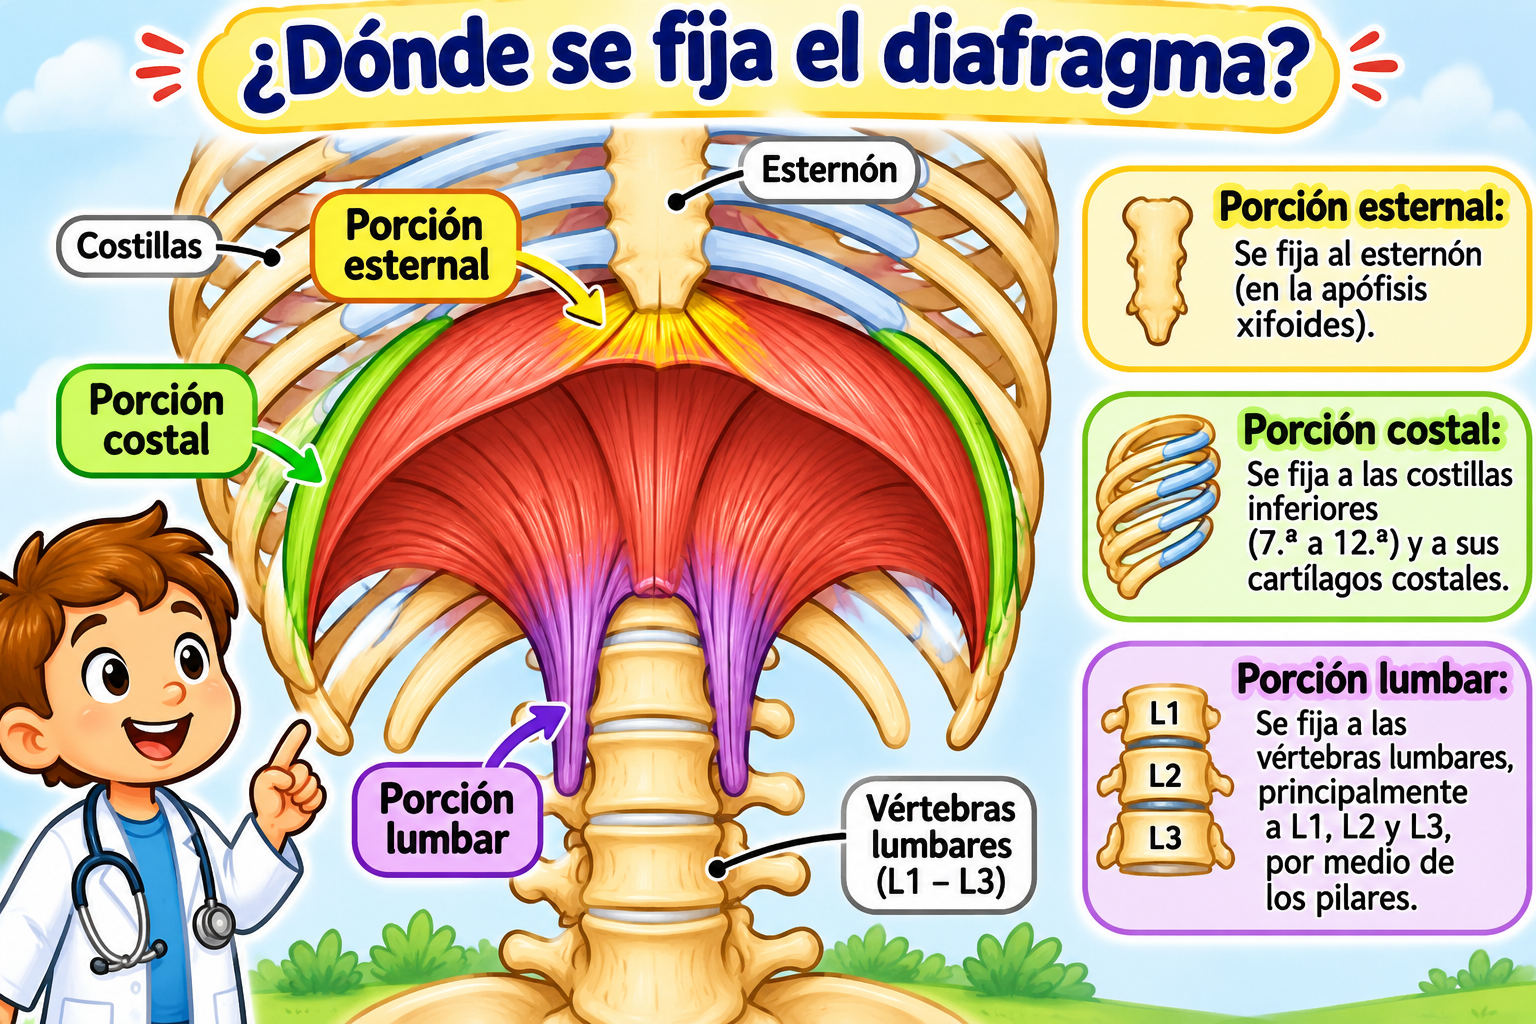 ¿Dónde se fija el diafragma?
Esternón
Costillas
Porción
esternal
Porción
costal
Porción
lumbar
Vértebras
lumbares
(L1 – L3)
Porción esternal:
Se fija al esternón
(en la apófisis
xifoides).
Porción costal:
Se fija a las costillas
inferiores
(7.ª a 12.ª) y a sus
cartílagos costales.
Porción lumbar:
L1
L2
L3
Se fija a las
vértebras lumbares,
principalmente
a L1, L2 y L3,
por medio de
los pilares.